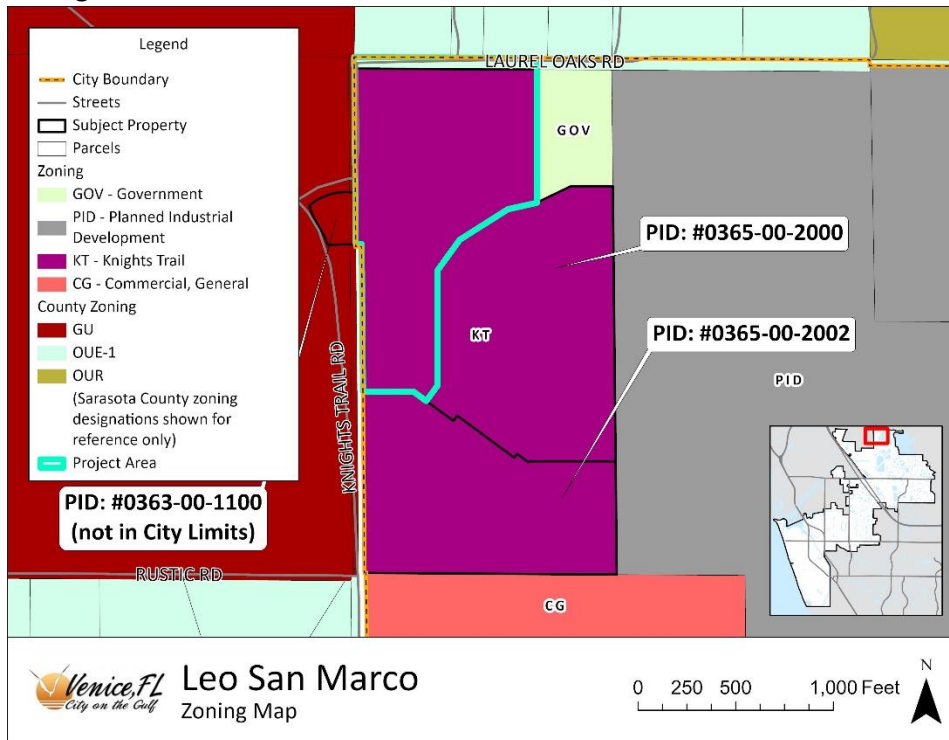 Legend
City Boundary
Streets
Subject Property
Parcels
Zoning
GOV - Government
PID - Planned Industrial
Development
KT - Knights Trail
CG - Commercial, General
County Zoning
GU
OUE-1
OUR
(Sarasota County zoning
designations shown for
reference only)
Project Area
LAUREL OAKS RD
GOV
PID: #0365-00-2000
KT
PID: #0365-00-2002
PID
KNIGHTS TRAIL RD
PID: #0363-00-1100
(not in City Limits)
RUSTIC RD
CG
Venice, FL
City on the Gulf
Leo San Marco
Zoning Map
0 250 500 1,000 Feet
N